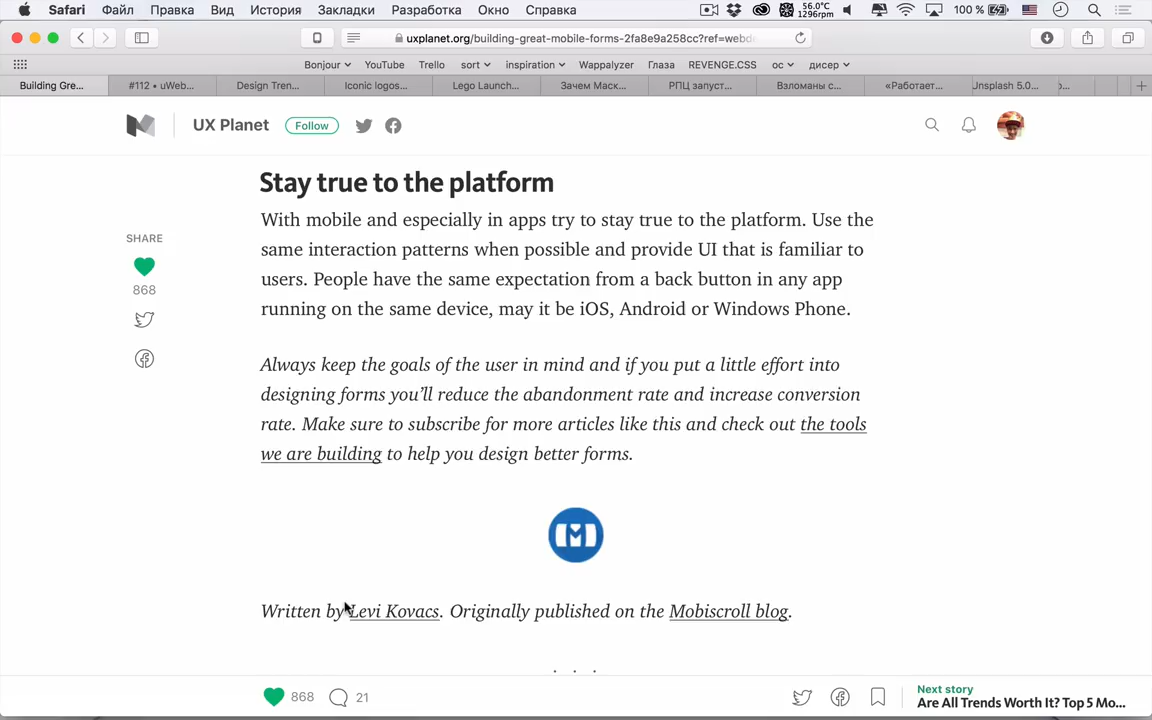 Safari Файл Правка Вид История Закладки Разработка Окно Справка 56.0°C 1296rpm 100 %
uxplanet.org/building-great-mobile-forms-2fa8e9a258cc?ref=webde
Bonjour YouTube Trello sort inspiration Wappalyzer Глаза REVENGE.CSS ос дисер
Building Gre... #112 • uWeb... Design Tren... Iconic logos... Lego Launch... Зачем Маск... РПЦ запуст... Взломаны с... «Работает... Unsplash 5.0...
UX Planet Follow
Stay true to the platform
With mobile and especially in apps try to stay true to the platform. Use the
same interaction patterns when possible and provide UI that is familiar to
users. People have the same expectation from a back button in any app
running on the same device, may it be iOS, Android or Windows Phone.
SHARE
868
Always keep the goals of the user in mind and if you put a little effort into
designing forms you’ll reduce the abandonment rate and increase conversion
rate. Make sure to subscribe for more articles like this and check out the tools
we are building to help you design better forms.
Written by Levi Kovacs. Originally published on the Mobiscroll blog.
. . .
868 21
Next story
Are All Trends Worth It? Top 5 Mo...